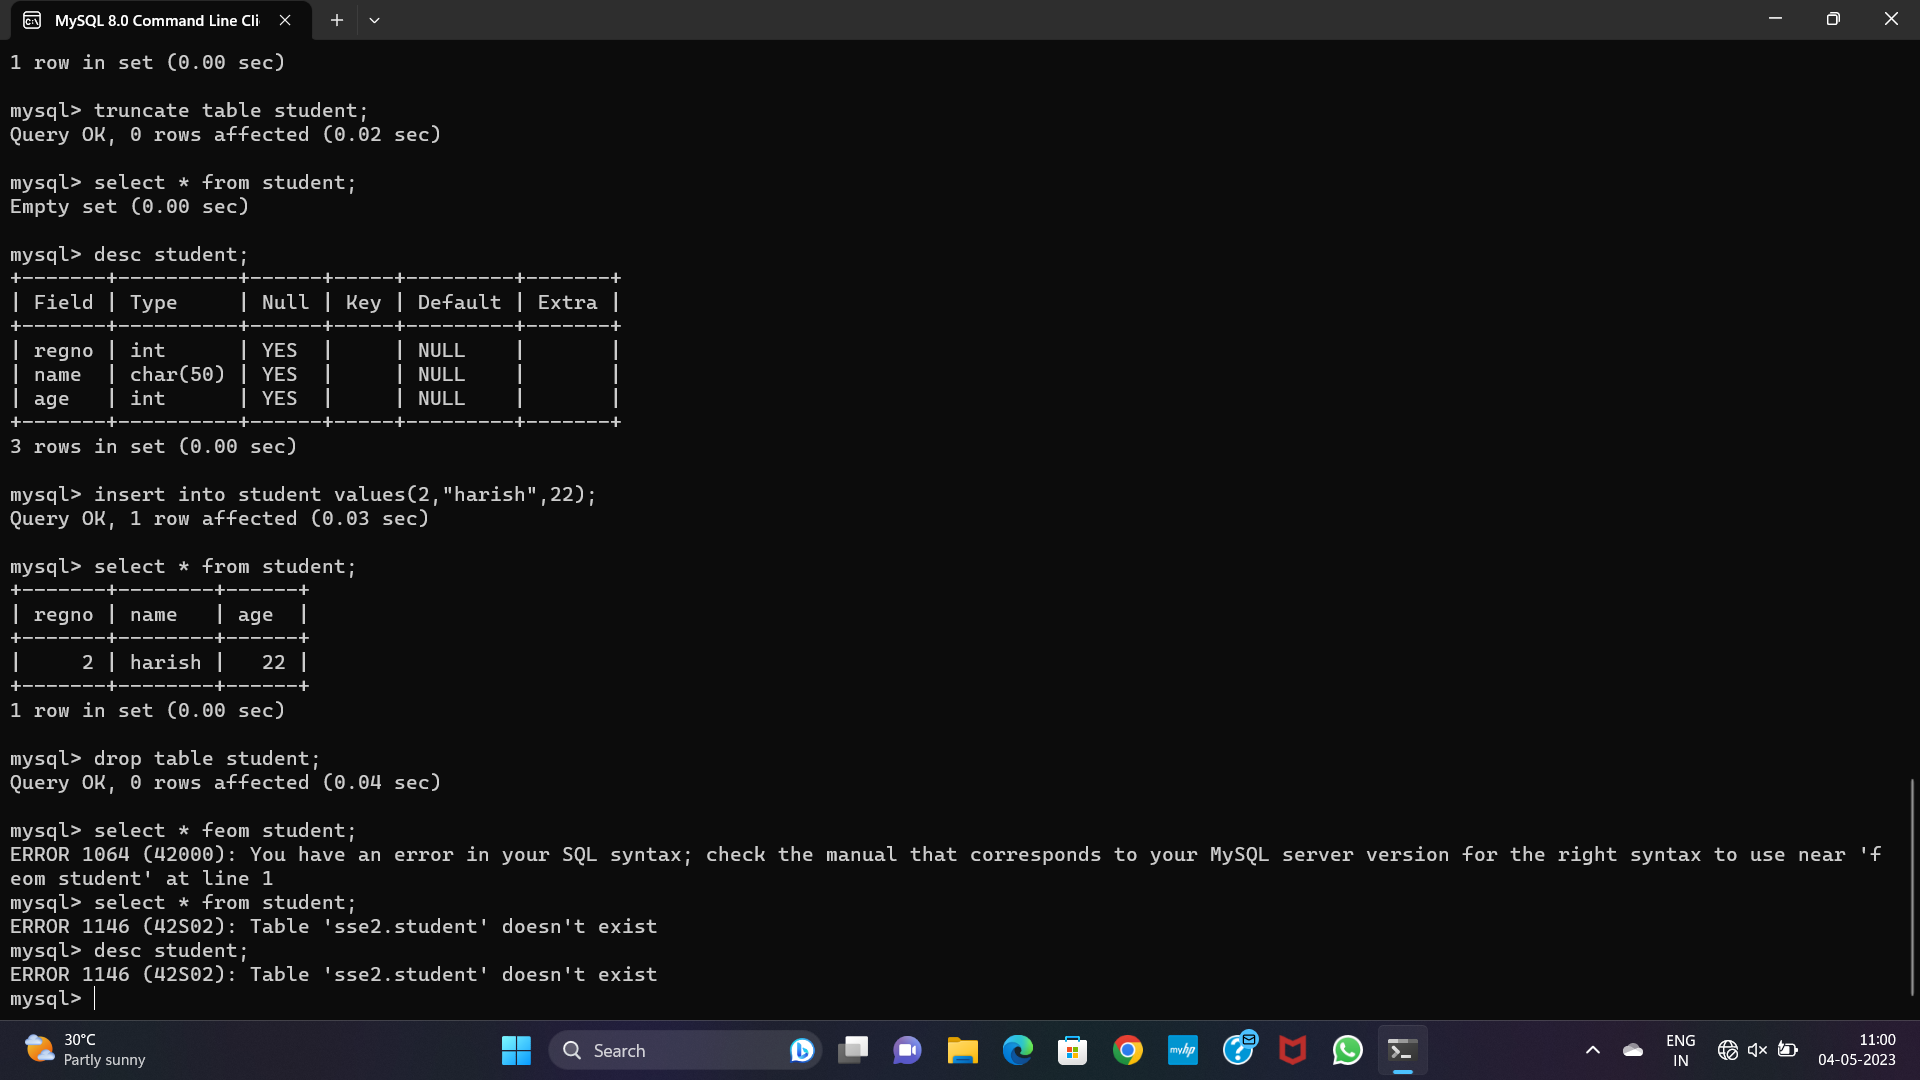 MySQL 8.0 Command Line Cli
1 row in set (0.00 sec)
mysql> truncate table student;
Query OK, 0 rows affected (0.02 sec)
mysql> select * from student;
Empty set (0.00 sec)
mysql> desc student;
+-------+----------+------+-----+---------+-------+
| Field | Type     | Null | Key | Default | Extra |
+-------+----------+------+-----+---------+-------+
| regno | int      | YES  |     | NULL    |       |
| name  | char(50) | YES  |     | NULL    |       |
| age   | int      | YES  |     | NULL    |       |
+-------+----------+------+-----+---------+-------+
3 rows in set (0.00 sec)
mysql> insert into student values(2,"harish",22);
Query OK, 1 row affected (0.03 sec)
mysql> select * from student;
+-------+--------+------+
| regno | name   | age  |
+-------+--------+------+
|     2 | harish |   22 |
+-------+--------+------+
1 row in set (0.00 sec)
mysql> drop table student;
Query OK, 0 rows affected (0.04 sec)
mysql> select * feom student;
ERROR 1064 (42000): You have an error in your SQL syntax; check the manual that corresponds to your MySQL server version for the right syntax to use near 'f
eom student' at line 1
mysql> select * from student;
ERROR 1146 (42S02): Table 'sse2.student' doesn't exist
mysql> desc student;
ERROR 1146 (42S02): Table 'sse2.student' doesn't exist
mysql>
30°C
Partly sunny
Search
myhp
ENG
IN
11:00
04-05-2023